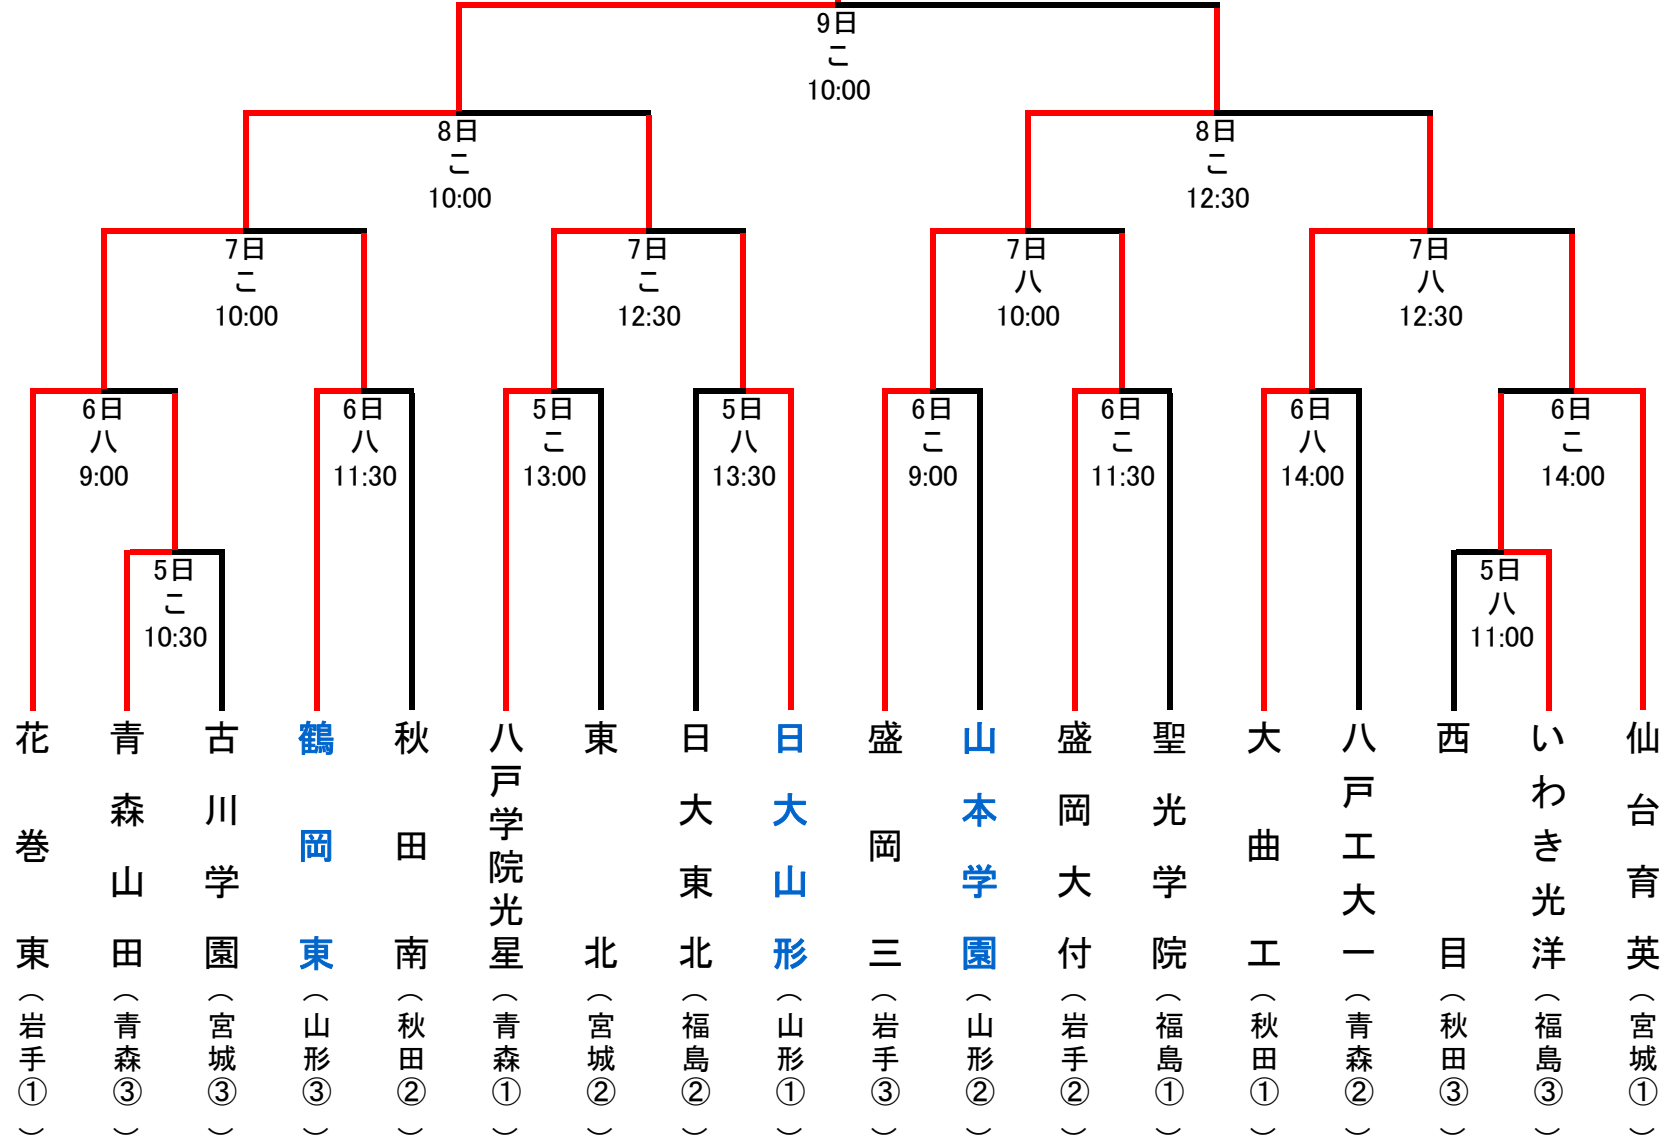 9日
こ
10:00
8日
こ
10:00
8日
こ
12:30
7日
こ
10:00
7日
こ
12:30
7日
八
10:00
7日
八
12:30
6日
八
9:00
6日
八
11:30
5日
こ
13:00
5日
八
13:30
6日
こ
9:00
6日
こ
11:30
6日
八
14:00
6日
こ
14:00
5日
こ
10:30
5日
八
11:00
花巻東（岩手①）
青森山田（青森③）
古川学園（宮城③）
鶴岡東（山形③）
秋田南（秋田②）
八戸学院光星（青森①）
東北（宮城②）
日大東北（福島②）
日大山形（山形①）
盛岡三（岩手③）
山本学園（山形②）
盛岡大付（岩手②）
聖光学院（福島①）
大曲工（秋田①）
八戸工大一（青森②）
西目（秋田③）
いわき光洋（福島③）
仙台育英（宮城①）